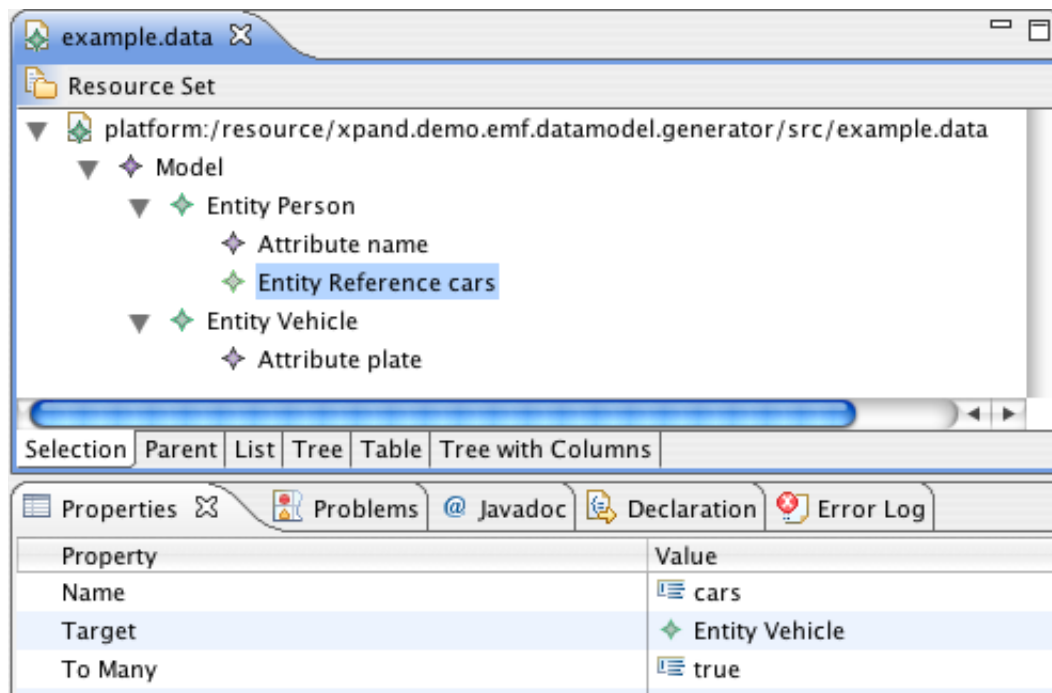 example.data
Resource Set
platform:/resource/xpand.demo.emf.datamodel.generator/src/example.data
Model
Entity Person
Attribute name
Entity Reference cars
Entity Vehicle
Attribute plate
Selection Parent List Tree Table Tree with Columns
Properties Problems @ Javadoc Declaration Error Log
Property Value
Name cars
Target Entity Vehicle
To Many true